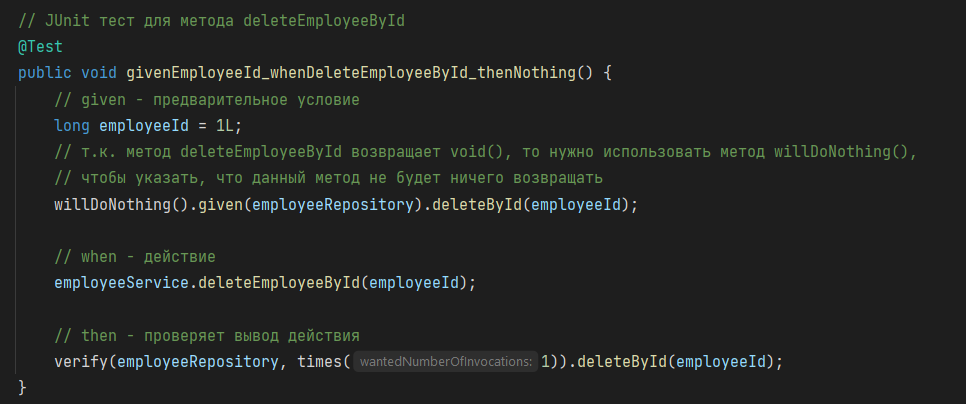 // JUnit тест для метода deleteEmployeeById
@Test
public void givenEmployeeId_whenDeleteEmployeeById_thenNothing() {
// given - предварительное условие
long employeeId = 1L;
// т.к. метод deleteEmployeeById возвращает void(), то нужно использовать метод willDoNothing(),
// чтобы указать, что данный метод не будет ничего возвращать
willDoNothing().given(employeeRepository).deleteById(employeeId);
// when - действие
employeeService.deleteEmployeeById(employeeId);
// then - проверяет вывод действия
verify(employeeRepository, times( wantedNumberOfInvocations: 1)).deleteById(employeeId);
}